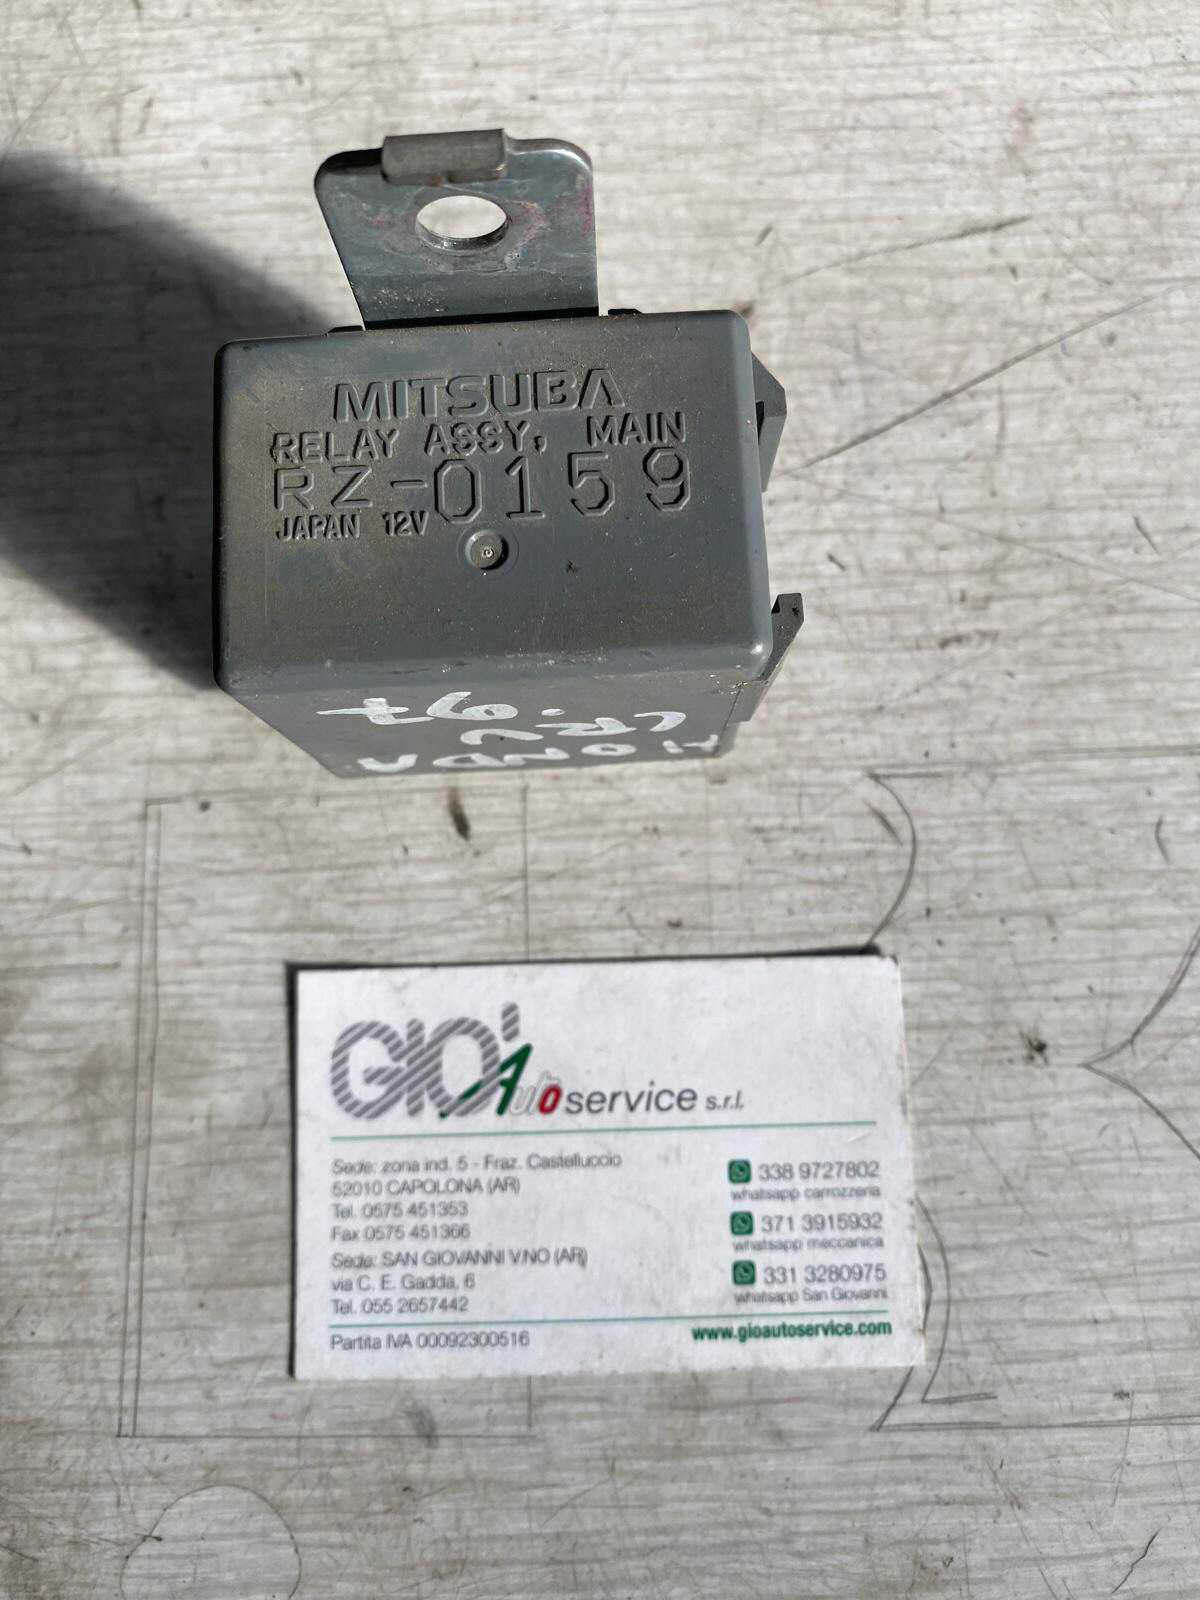 MITSUBA
RELAY ASSY, MAIN
RZ-0159
JAPAN 12V
HONDA
CR-V
97
GIO' Autoservice s.r.l.
Sede: zona ind. 5 - Fraz. Castelluccio
52010 CAPOLONA (AR)
Tel. 0575 451353
Fax 0575 451366
Sede: SAN GIOVANNI V.NO (AR)
via C. E. Gadda, 6
Tel. 055 2657442
Partita IVA 00092300516
338 9727802
whatsapp carrozzeria
371 3915932
whatsapp meccanica
331 3280975
whatsapp San Giovanni
www.gioautoservice.com